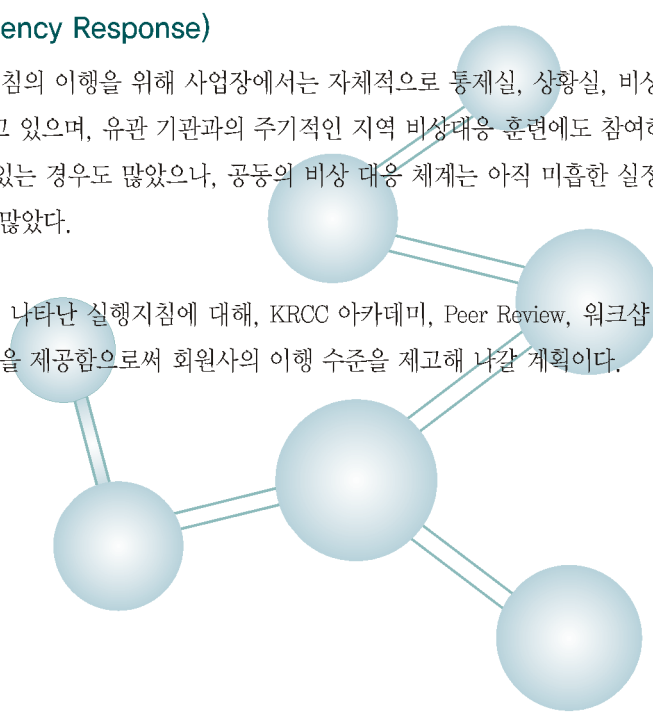 ency Response)
침의 이행을 위해 사업장에서는 자체적으로 통제실, 상황실, 비상
고 있으며, 유관 기관과의 주기적인 지역 비상대응 훈련에도 참여하
있는 경우도 많았으나, 공동의 비상 대응 체계는 아직 미흡한 실정
많았다.
나타난 실행지침에 대해, KRCC 아카데미, Peer Review, 워크샵
을 제공함으로써 회원사의 이행 수준을 제고해 나갈 계획이다.